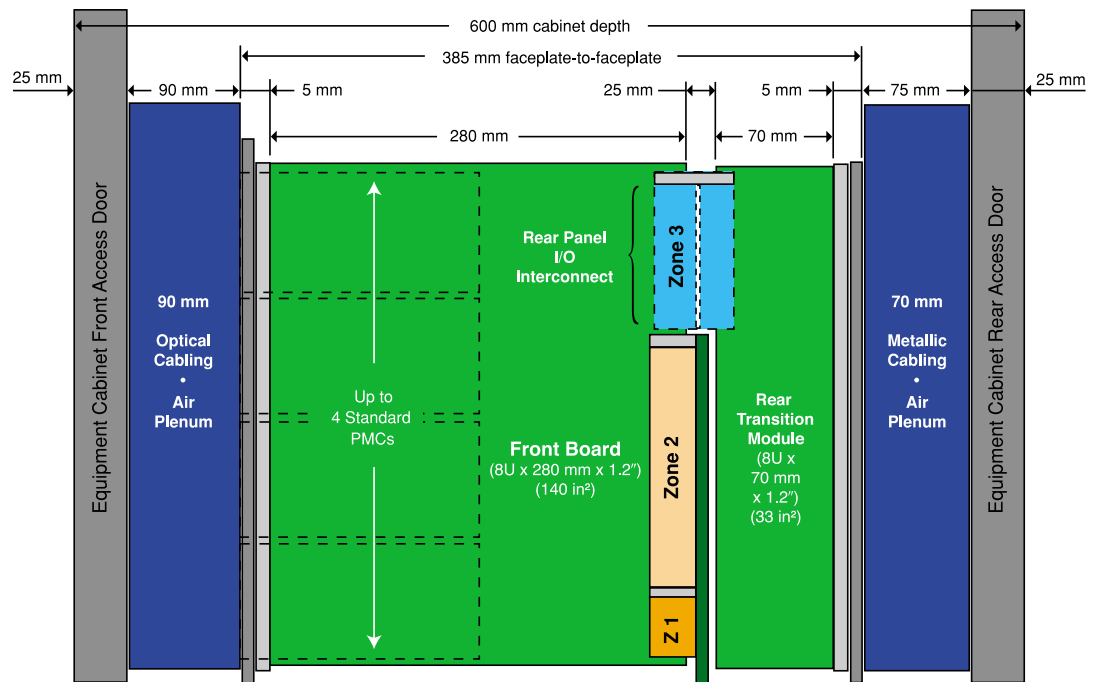 600 mm cabinet depth
385 mm faceplate-to-faceplate
25 mm
90 mm
5 mm
25 mm
5 mm
75 mm
25 mm
280 mm
70 mm
Equipment Cabinet Front Access Door
90 mm
Optical
Cabling
•
Air
Plenum
Up to
4 Standard
PMCs
Rear Panel
I/O
Interconnect
Zone 3
Front Board
(8U x 280 mm x 1.2″)
(140 in²)
Zone 2
Z 1
Rear
Transition
Module
(8U x
70 mm
x 1.2″)
(33 in²)
70 mm
Metallic
Cabling
•
Air
Plenum
Equipment Cabinet Rear Access Door